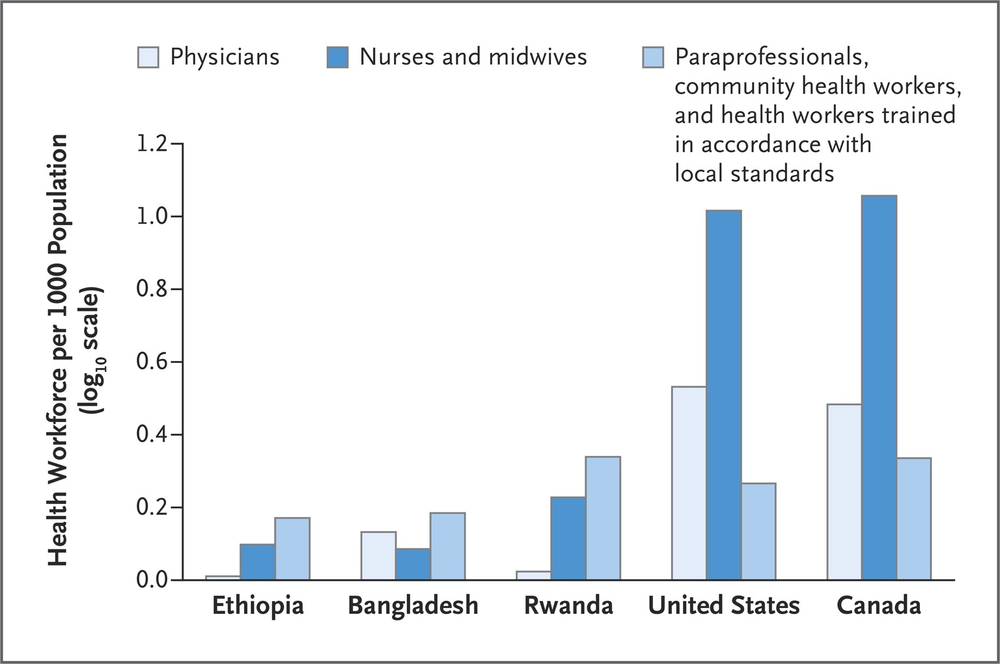 Physicians
Nurses and midwives
Paraprofessionals,
community health workers,
and health workers trained
in accordance with
local standards
Health Workforce per 1000 Population
(log₁₀ scale)
1.2
1.0
0.8
0.6
0.4
0.2
0.0
Ethiopia
Bangladesh
Rwanda
United States
Canada